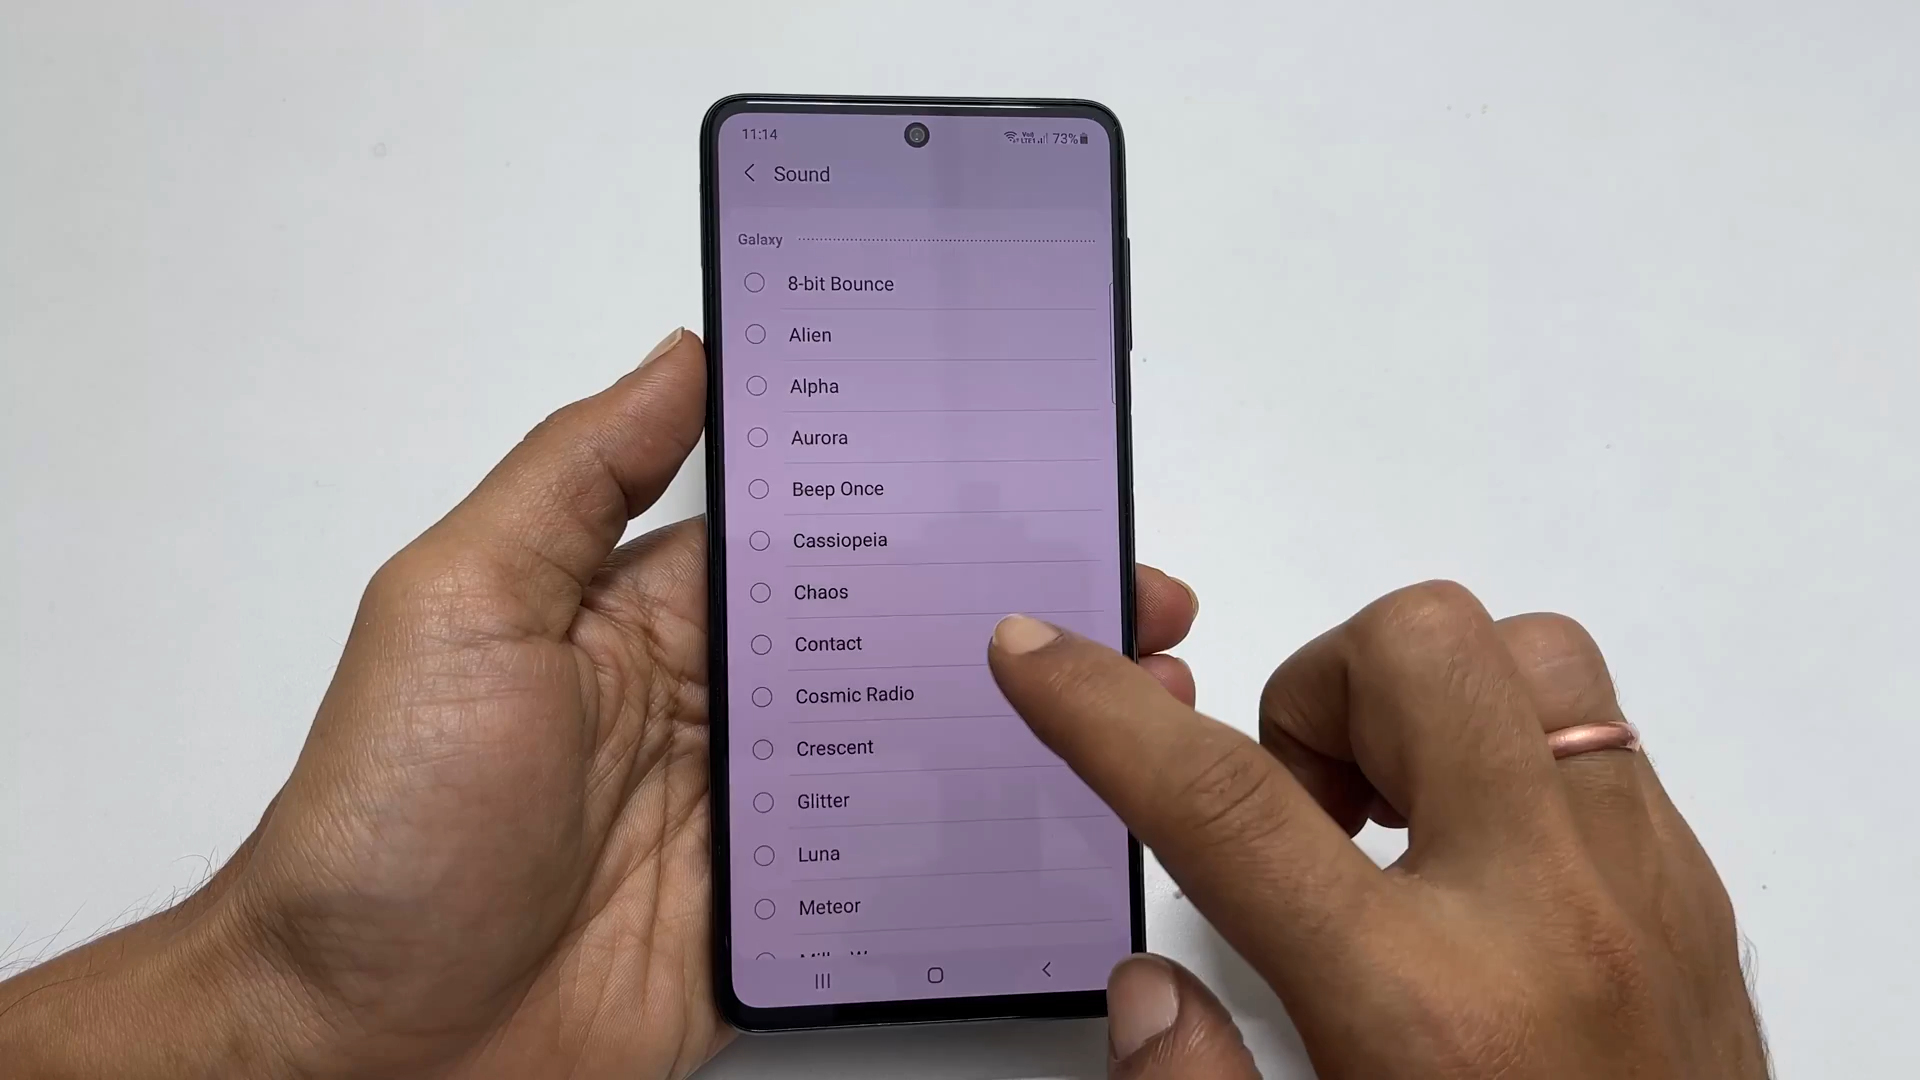 11:14
73%
Sound
Galaxy
8-bit Bounce
Alien
Alpha
Aurora
Beep Once
Cassiopeia
Chaos
Contact
Cosmic Radio
Crescent
Glitter
Luna
Meteor